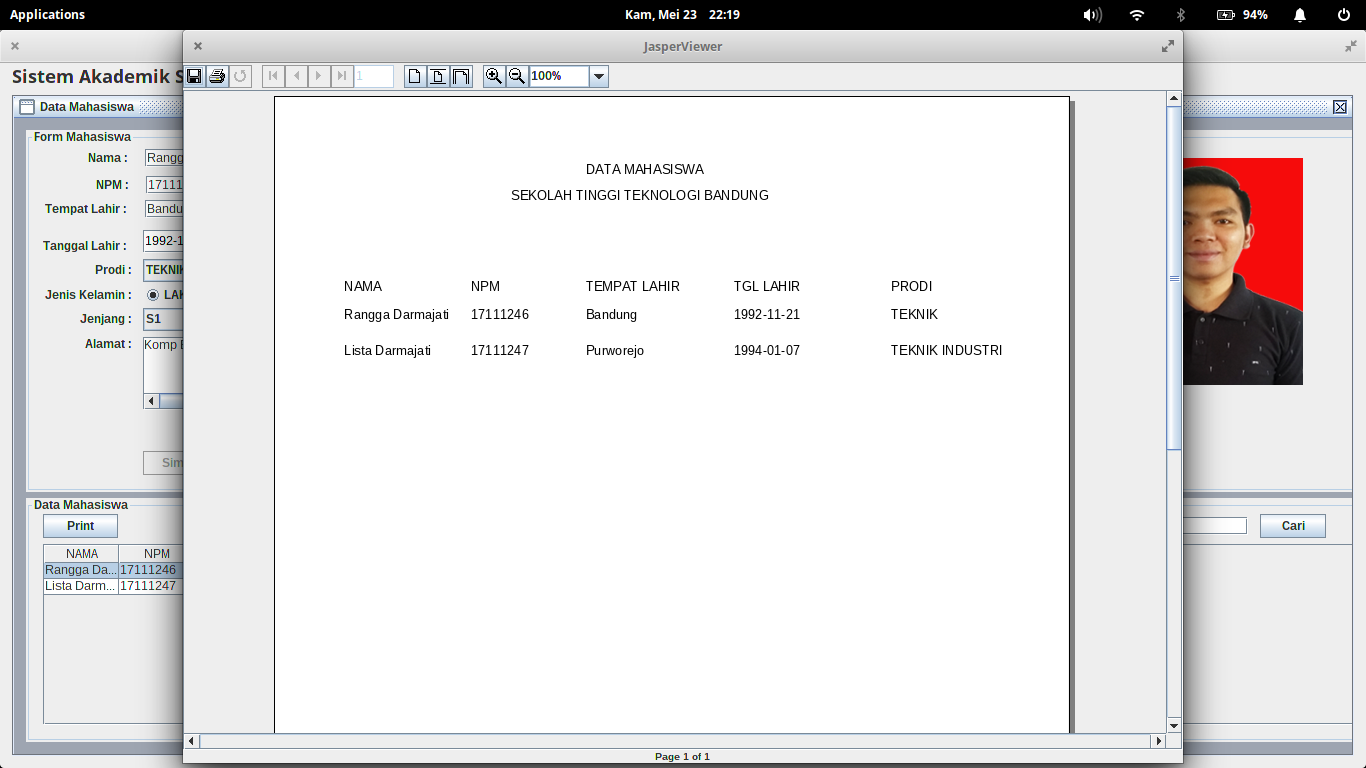 Applications
Kam, Mei 23 22:19
94%
JasperViewer
Sistem Akademik S
1
100%
Data Mahasiswa
Form Mahasiswa
Nama :
Rangg
NPM :
17111
Tempat Lahir :
Bandu
Tanggal Lahir :
1992-1
Prodi :
TEKNIK
Jenis Kelamin :
LAK
Jenjang :
S1
Alamat :
Komp B
Sim
DATA MAHASISWA
SEKOLAH TINGGI TEKNOLOGI BANDUNG
NAMA NPM TEMPAT LAHIR TGL LAHIR PRODI
Rangga Darmajati 17111246 Bandung 1992-11-21 TEKNIK
Lista Darmajati 17111247 Purworejo 1994-01-07 TEKNIK INDUSTRI
Data Mahasiswa
Print
Cari
NAMA NPM
Rangga Da... 17111246
Lista Darm... 17111247
Page 1 of 1